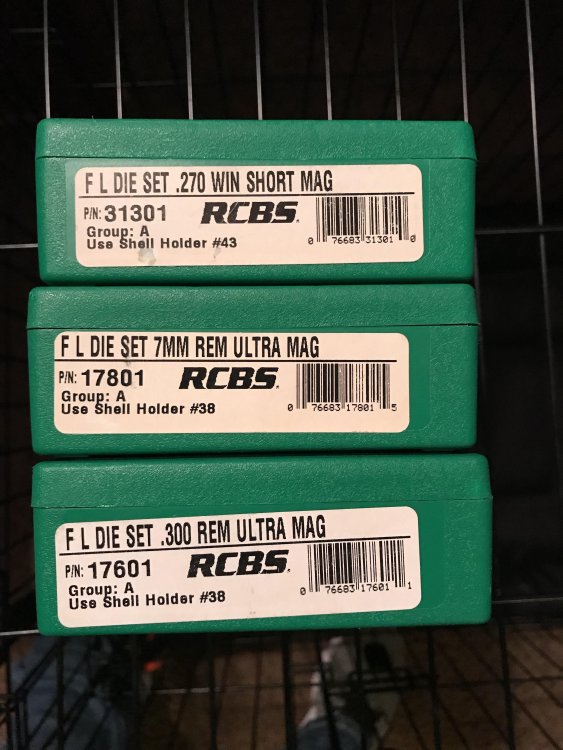 F L DIE SET .270 WIN SHORT MAG
P/N: 31301 RCBS.
Group: A
Use Shell Holder #43
0 76683 31301 0
F L DIE SET 7MM REM ULTRA MAG
P/N: 17801 RCBS.
Group: A
Use Shell Holder #38
0 76683 17801 5
F L DIE SET .300 REM ULTRA MAG
P/N: 17601 RCBS.
Group: A
Use Shell Holder #38
0 76683 17601 1